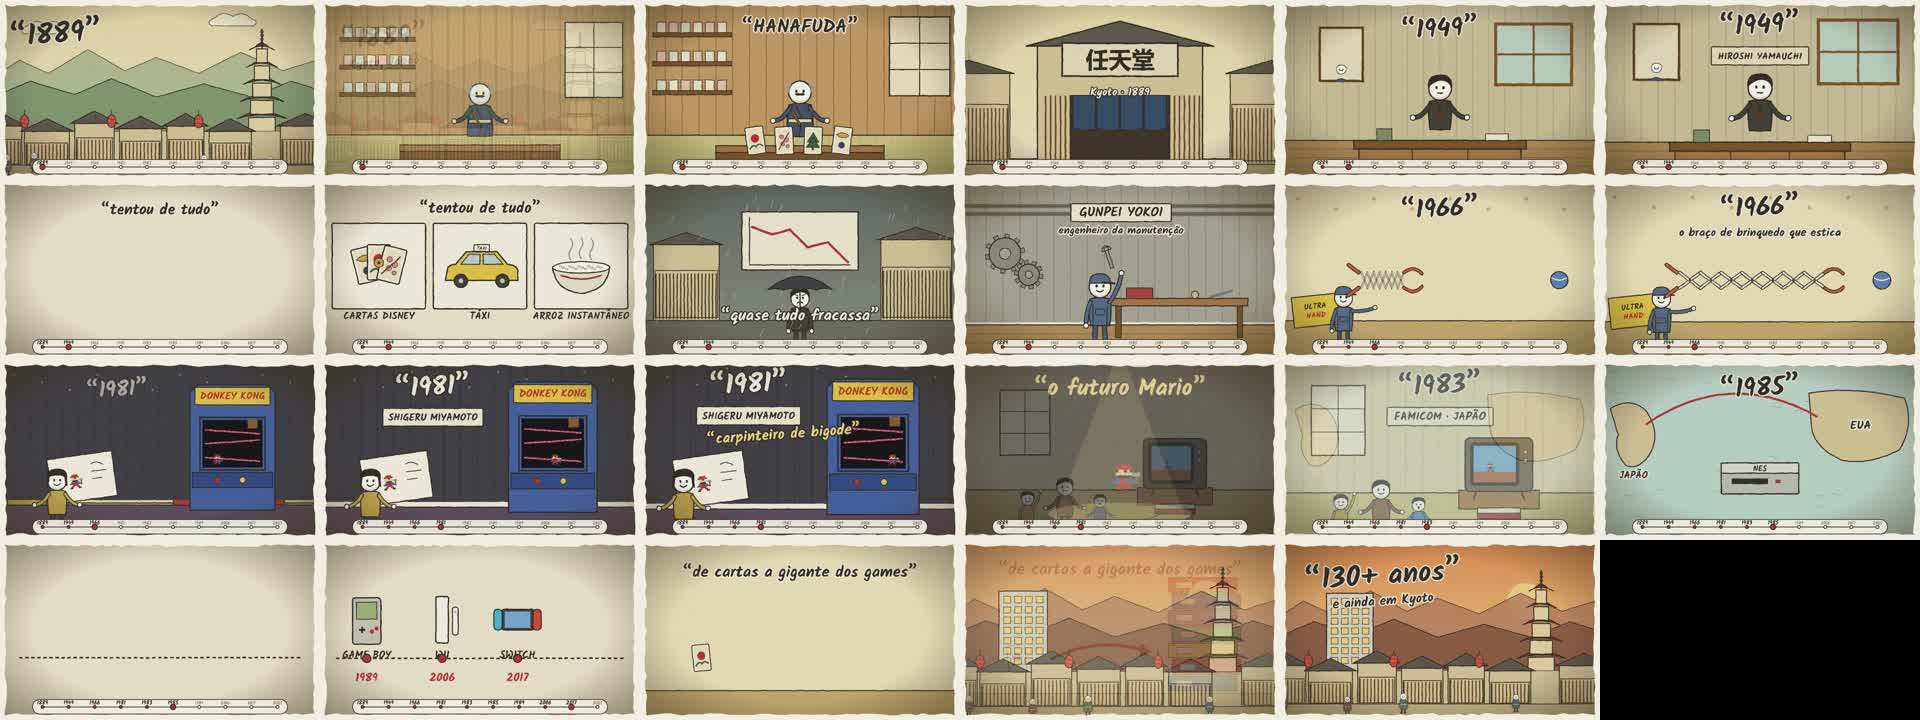 “1889”
“HANAFUDA”
任天堂
Kyoto · 1889
“1949”
“1949”
HIROSHI YAMAUCHI
“tentou de tudo”
“tentou de tudo”
CARTAS DISNEY
TÁXI
TAXI
ARROZ INSTANTÂNEO
“quase tudo fracassa”
GUNPEI YOKOI
engenheiro da manutenção
“1966”
ULTRA
HAND
“1966”
o braço de brinquedo que estica
ULTRA
HAND
“1981”
DONKEY KONG
“1981”
SHIGERU MIYAMOTO
DONKEY KONG
“1981”
SHIGERU MIYAMOTO
“carpinteiro de bigode”
DONKEY KONG
“o futuro Mario”
“1983”
FAMICOM · JAPÃO
“1985”
JAPÃO
EUA
NES
GAME BOY
WII
SWITCH
1989
2006
2017
“de cartas a gigante dos games”
“de cartas a gigante dos games”
“130+ anos”
e ainda em Kyoto